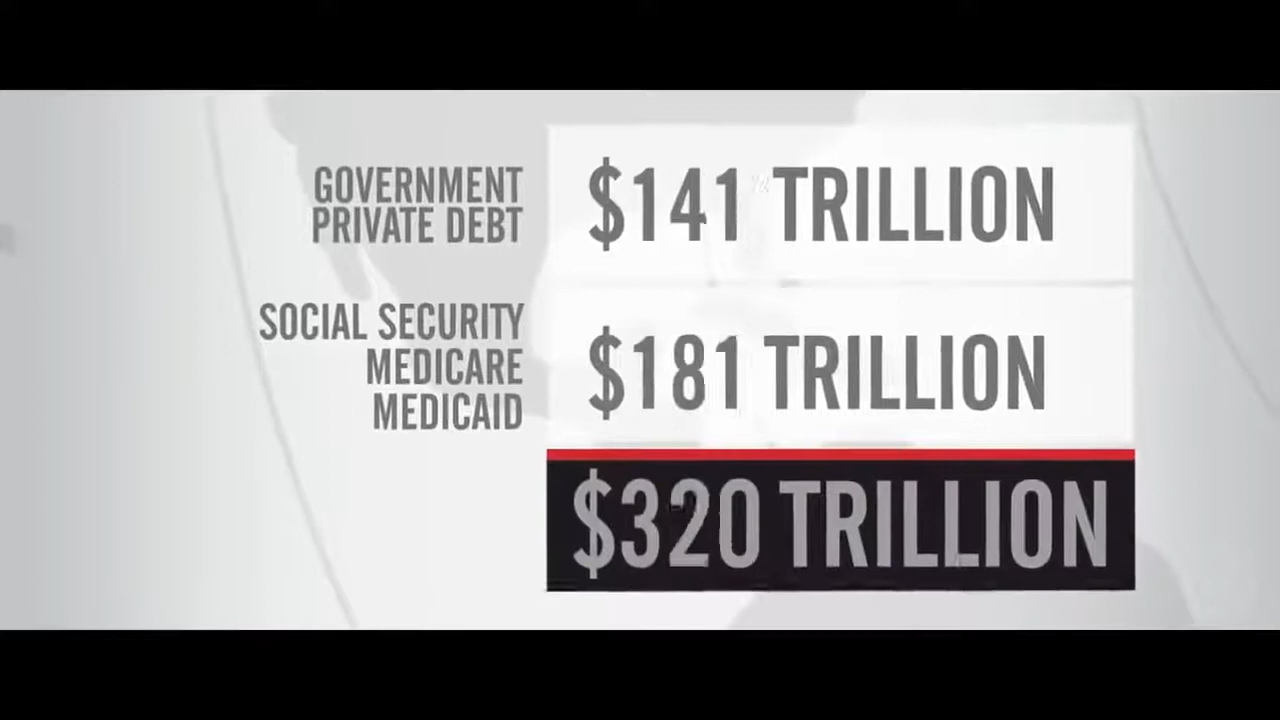 GOVERNMENT
PRIVATE DEBT
$141 TRILLION
SOCIAL SECURITY
MEDICARE
MEDICAID
$181 TRILLION
$320 TRILLION